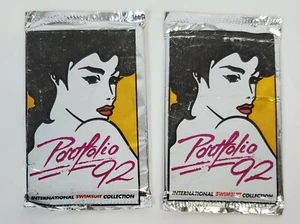 Portfolio
92
INTERNATIONAL SWIMSUIT COLLECTION
Portfolio
92
INTERNATIONAL SWIMSUIT COLLECTION